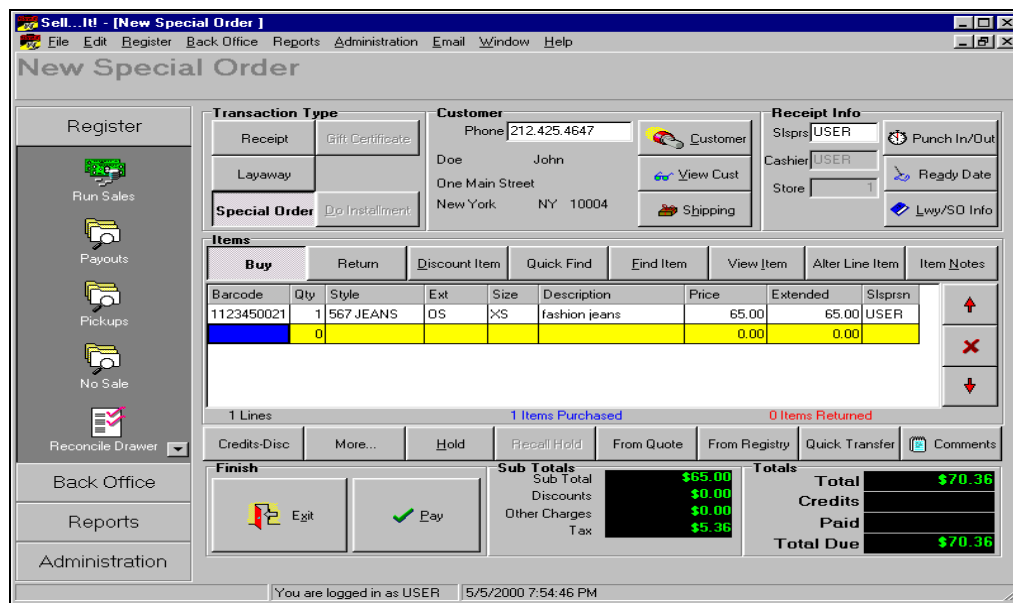 Sell...It! - [New Special Order ]
File Edit Register Back Office Reports Administration Email Window Help
New Special Order
Register
Run Sales
Payouts
Pickups
No Sale
Reconcile Drawer
Back Office
Reports
Administration
Transaction Type
Receipt Gift Certificate
Layaway
Special Order Do Installment
Customer
Phone 212.425.4647
Doe John
One Main Street
New York NY 10004
Customer
View Cust
Shipping
Receipt Info
Slsprs USER
Cashier USER
Store 1
Punch In/Out
Ready Date
Lwy/SO Info
Items
Buy Return Discount Item Quick Find Find Item View Item Alter Line Item Item Notes
Barcode Qty Style Ext Size Description Price Extended Slsprsn
1123450021 1 567 JEANS OS XS fashion jeans 65.00 65.00 USER
0 0.00 0.00
1 Lines 1 Items Purchased 0 Items Returned
Credits-Disc More... Hold Recall Hold From Quote From Registry Quick Transfer Comments
Finish
Exit Pay
Sub Totals
Sub Total $65.00
Discounts $0.00
Other Charges $0.00
Tax $5.36
Totals
Total $70.36
Credits
Paid
Total Due $70.36
You are logged in as USER 5/5/2000 7:54:46 PM